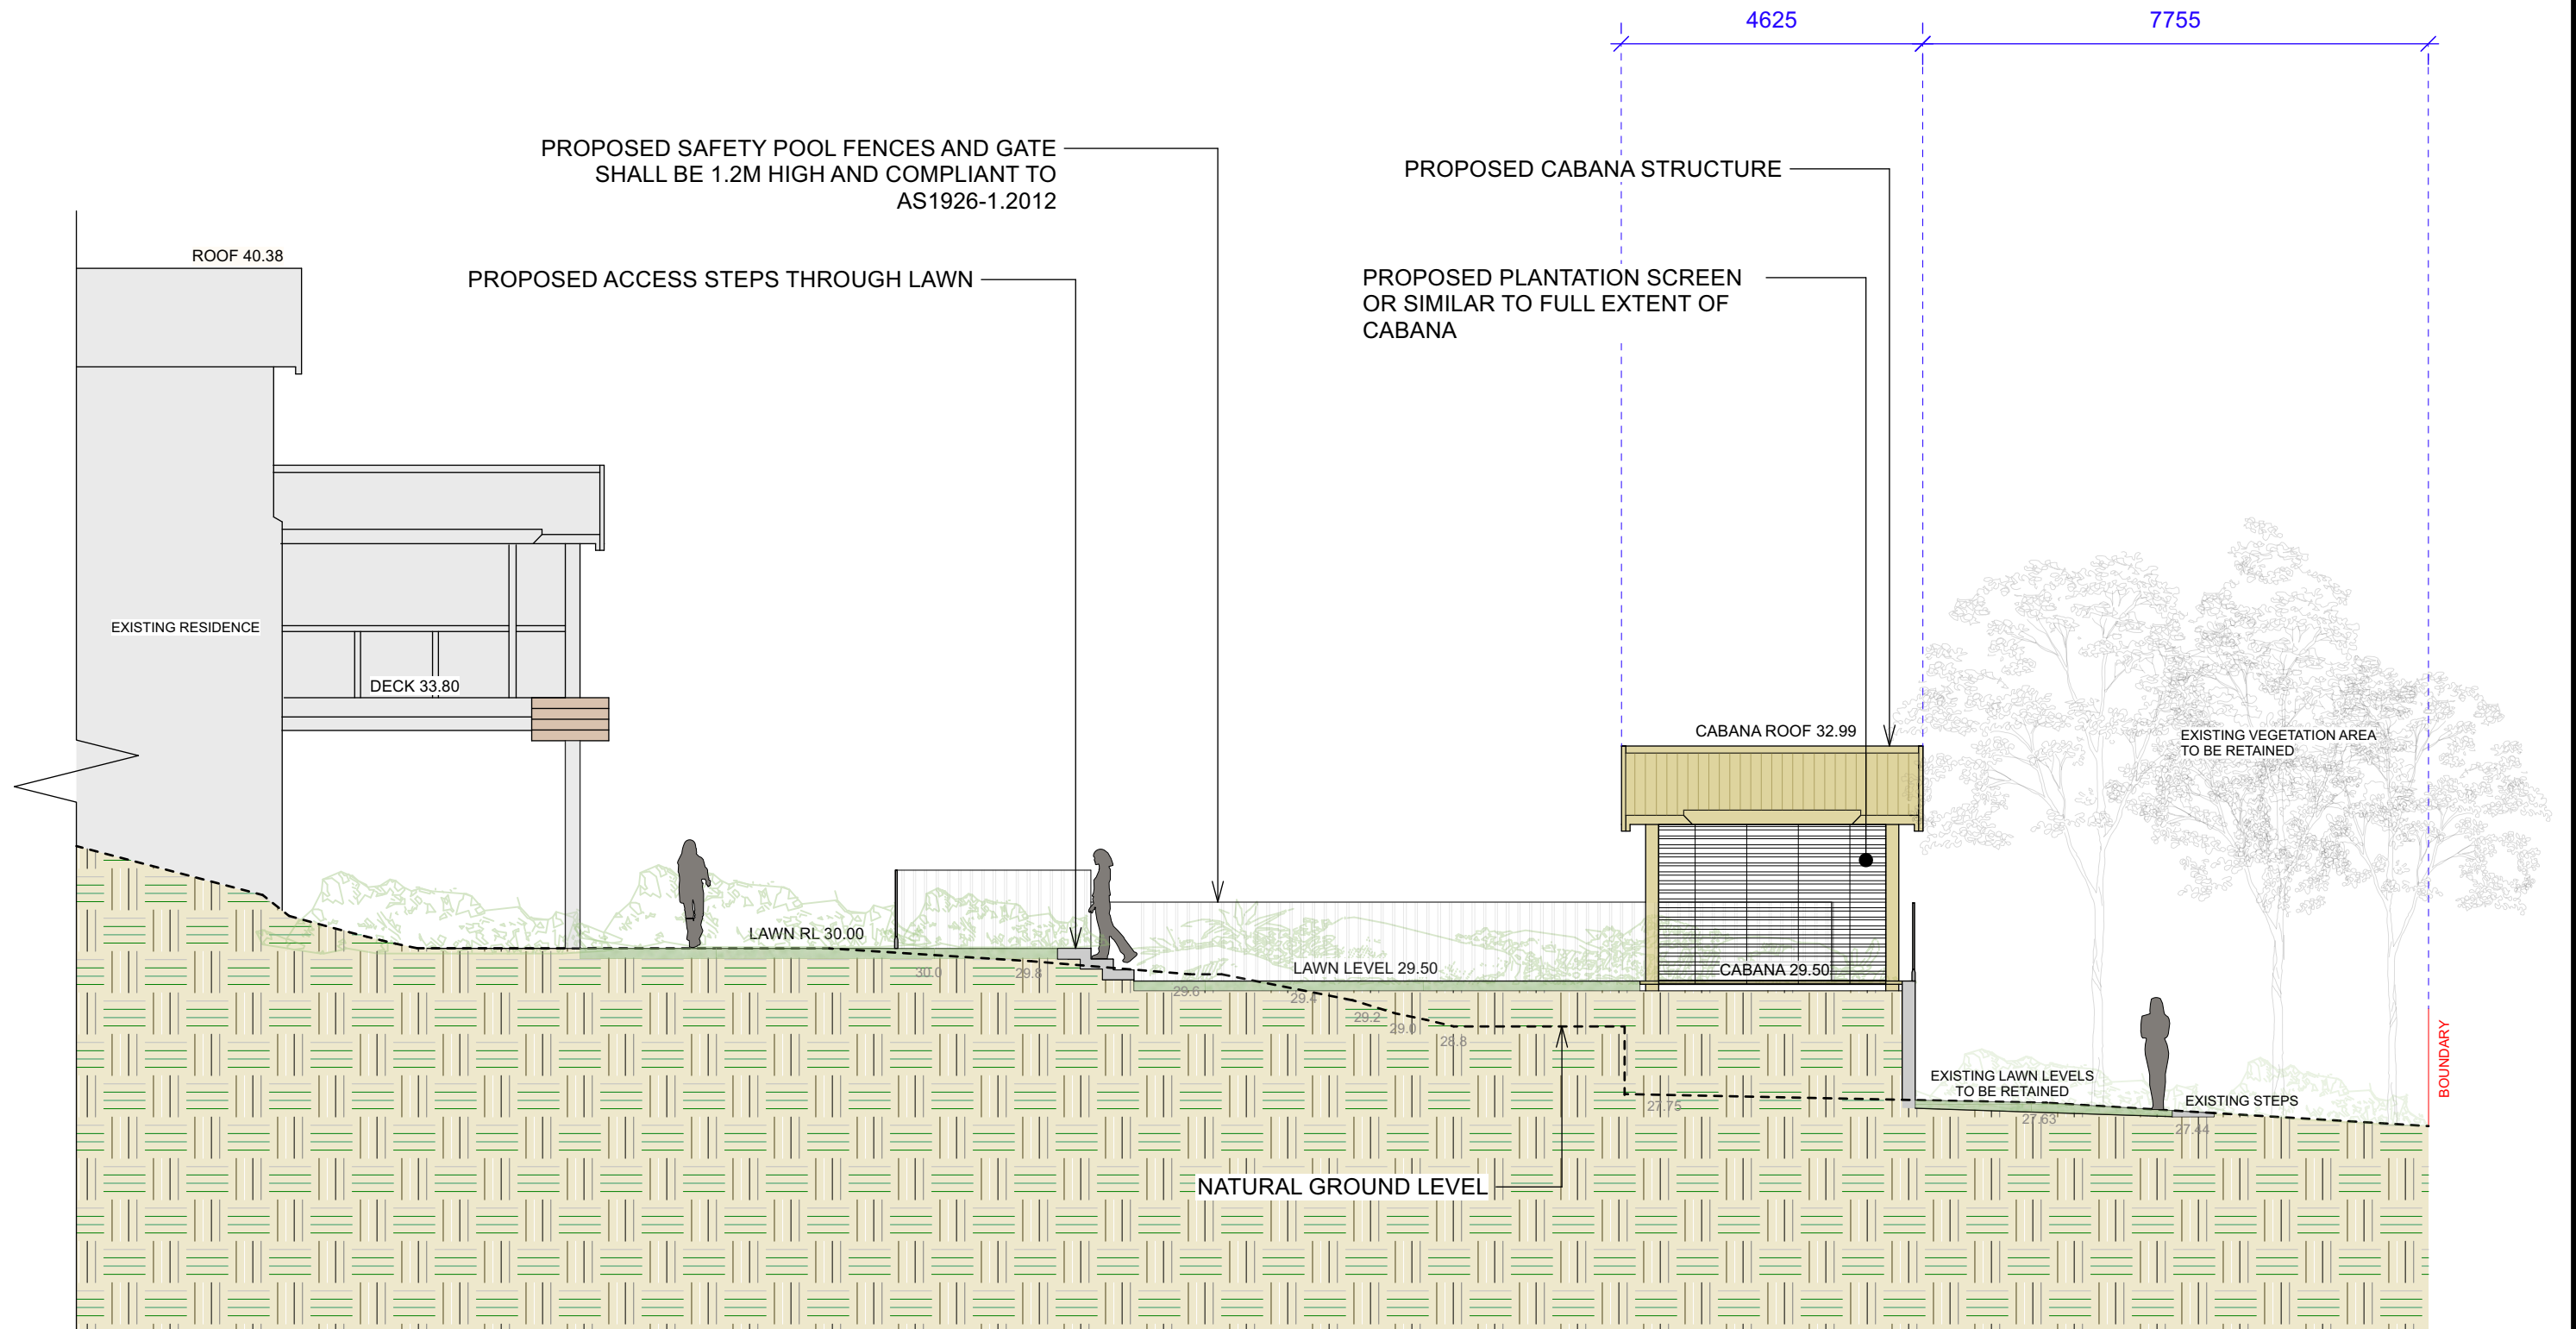 4625
7755
PROPOSED SAFETY POOL FENCES AND GATE
SHALL BE 1.2M HIGH AND COMPLIANT TO
AS1926-1.2012
PROPOSED CABANA STRUCTURE
ROOF 40.38
PROPOSED ACCESS STEPS THROUGH LAWN
PROPOSED PLANTATION SCREEN
OR SIMILAR TO FULL EXTENT OF
CABANA
EXISTING RESIDENCE
DECK 33.80
CABANA ROOF 32.99
EXISTING VEGETATION AREA
TO BE RETAINED
LAWN RL 30.00
30.0
29.8
LAWN LEVEL 29.50
CABANA 29.50
29.6
29.4
29.2
29.0
28.8
BOUNDARY
EXISTING LAWN LEVELS
TO BE RETAINED
EXISTING STEPS
27.75
27.63
27.44
NATURAL GROUND LEVEL